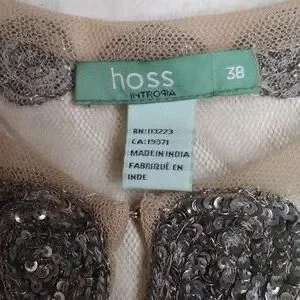 hoss
38
INTROPIA
RN:113223
CA:19371
MADE IN INDIA
FABRIQUÉ EN
INDE